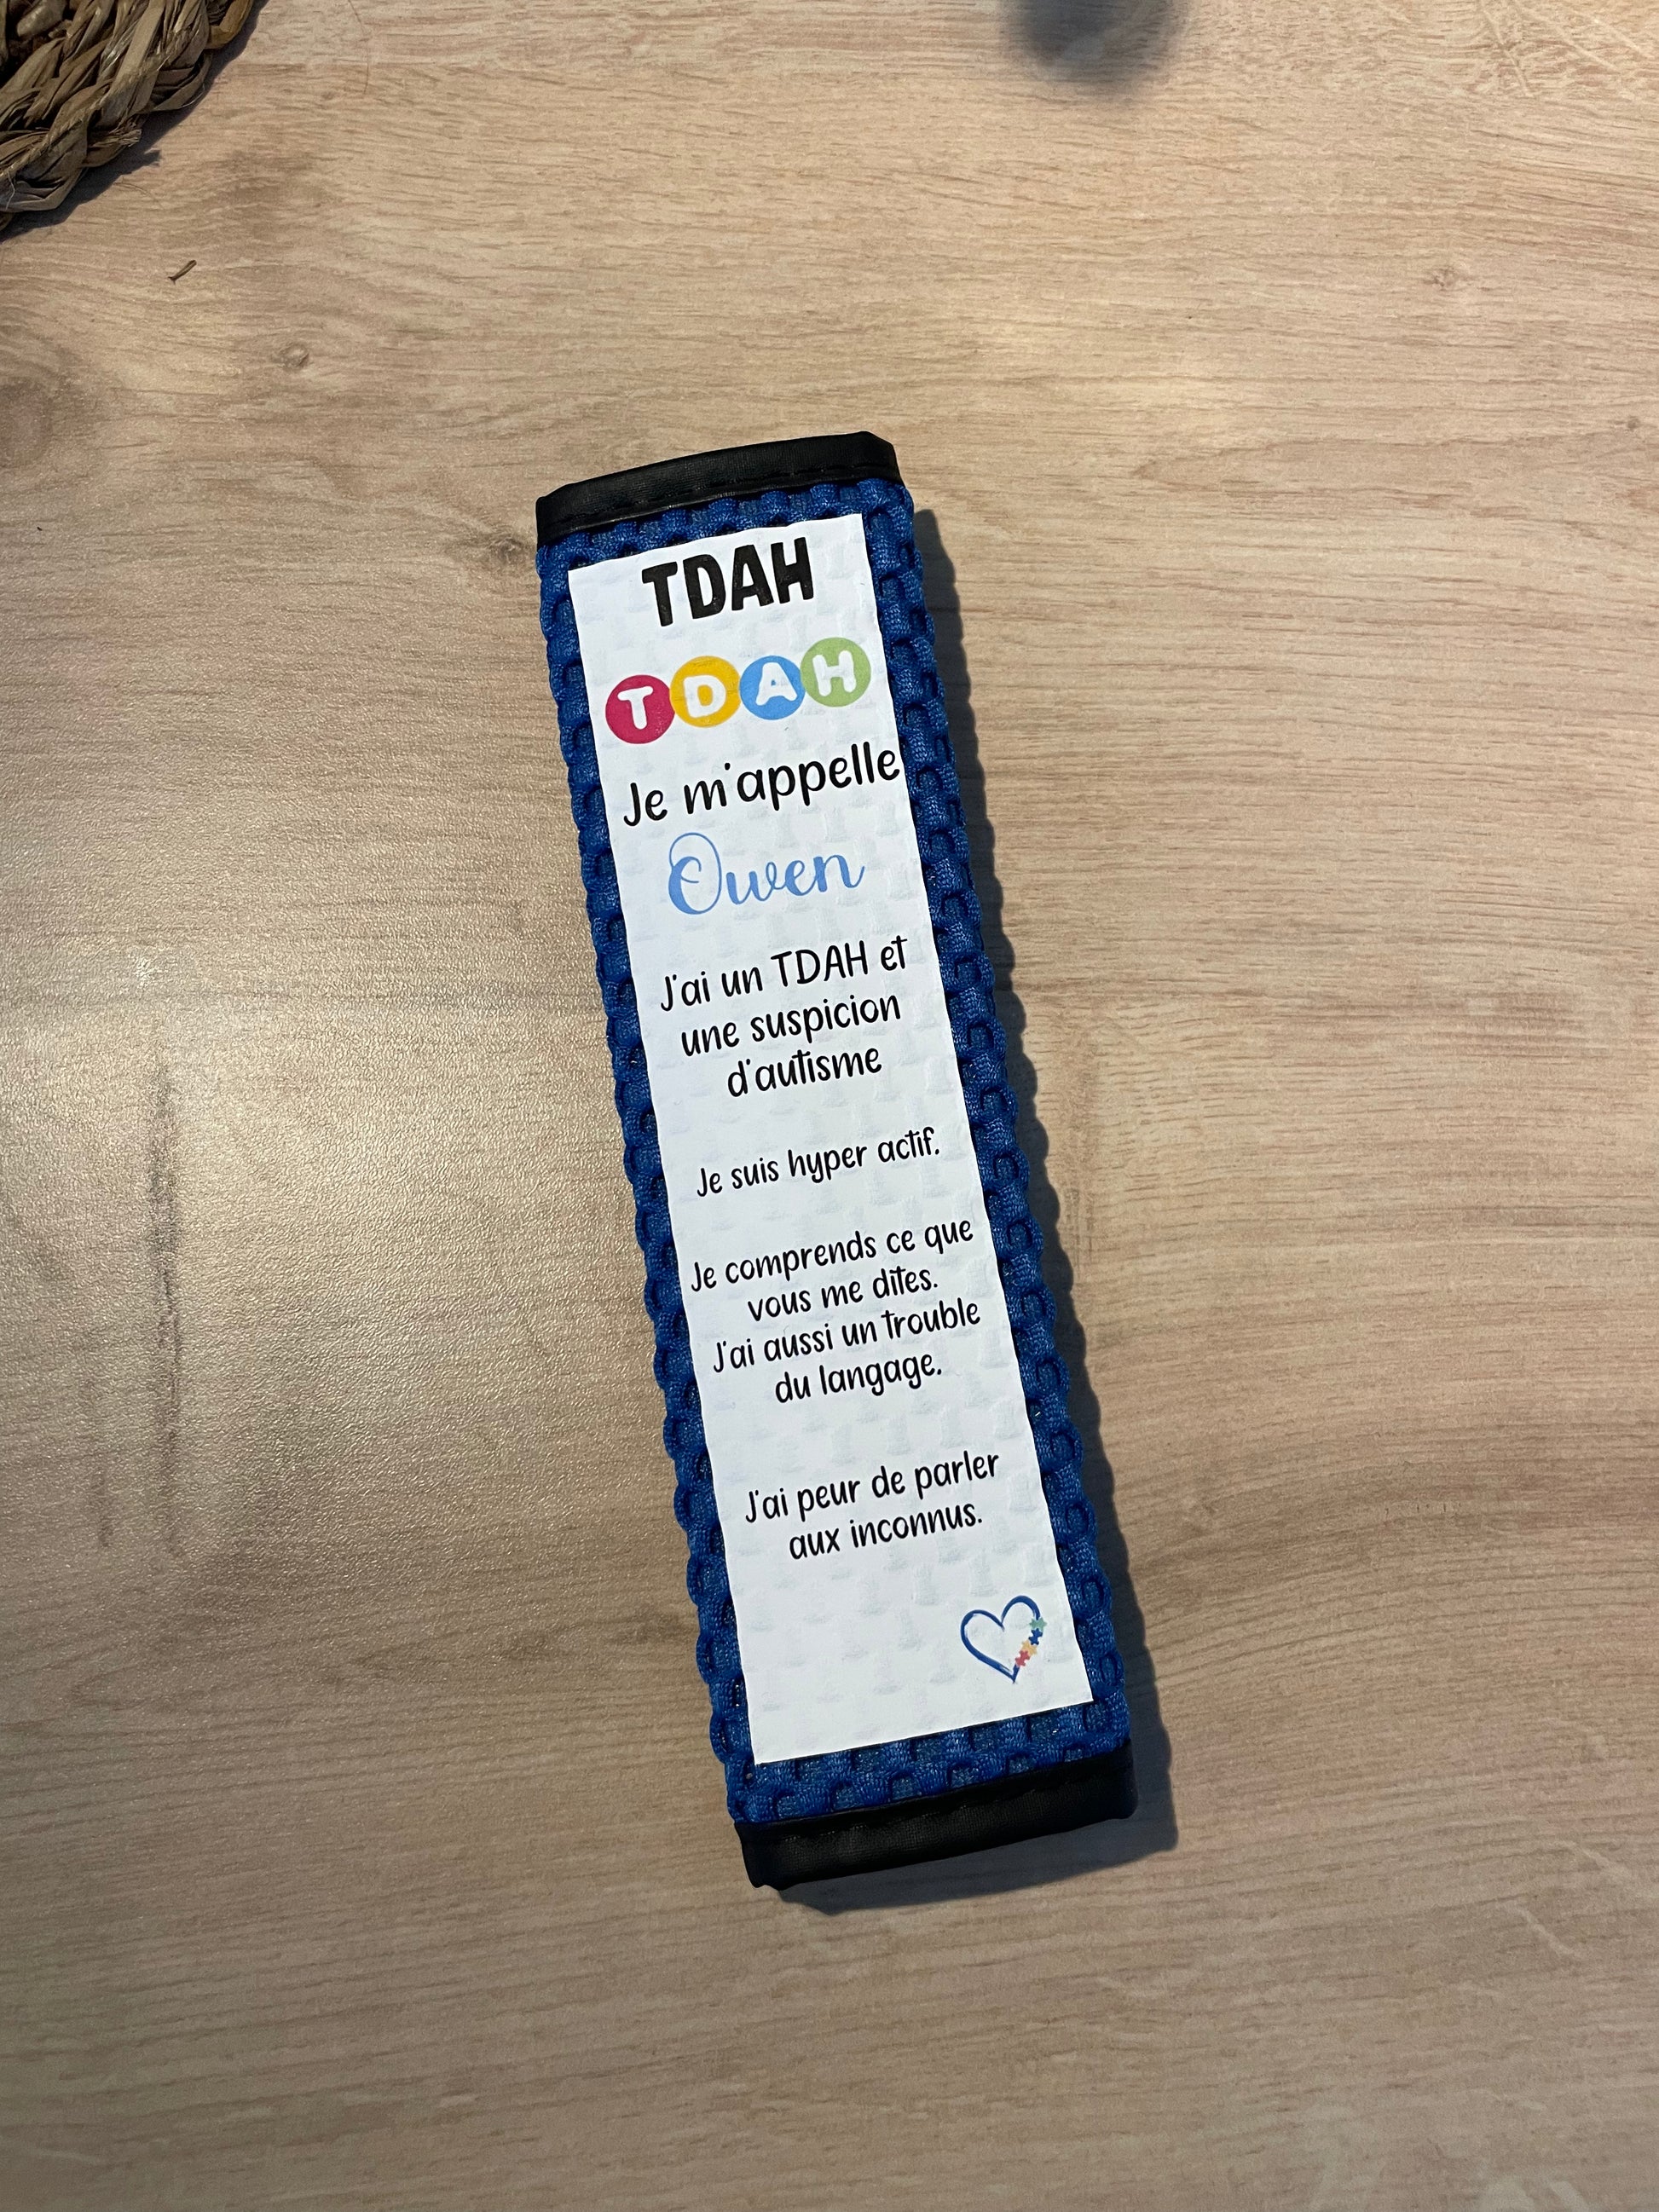 TDAH
TDAH
Je m'appelle
Owen
J'ai un TDAH et
une suspicion
d'autisme
Je suis hyper actif.
Je comprends ce que
vous me dites.
J'ai aussi un trouble
du langage.
J'ai peur de parler
aux inconnus.